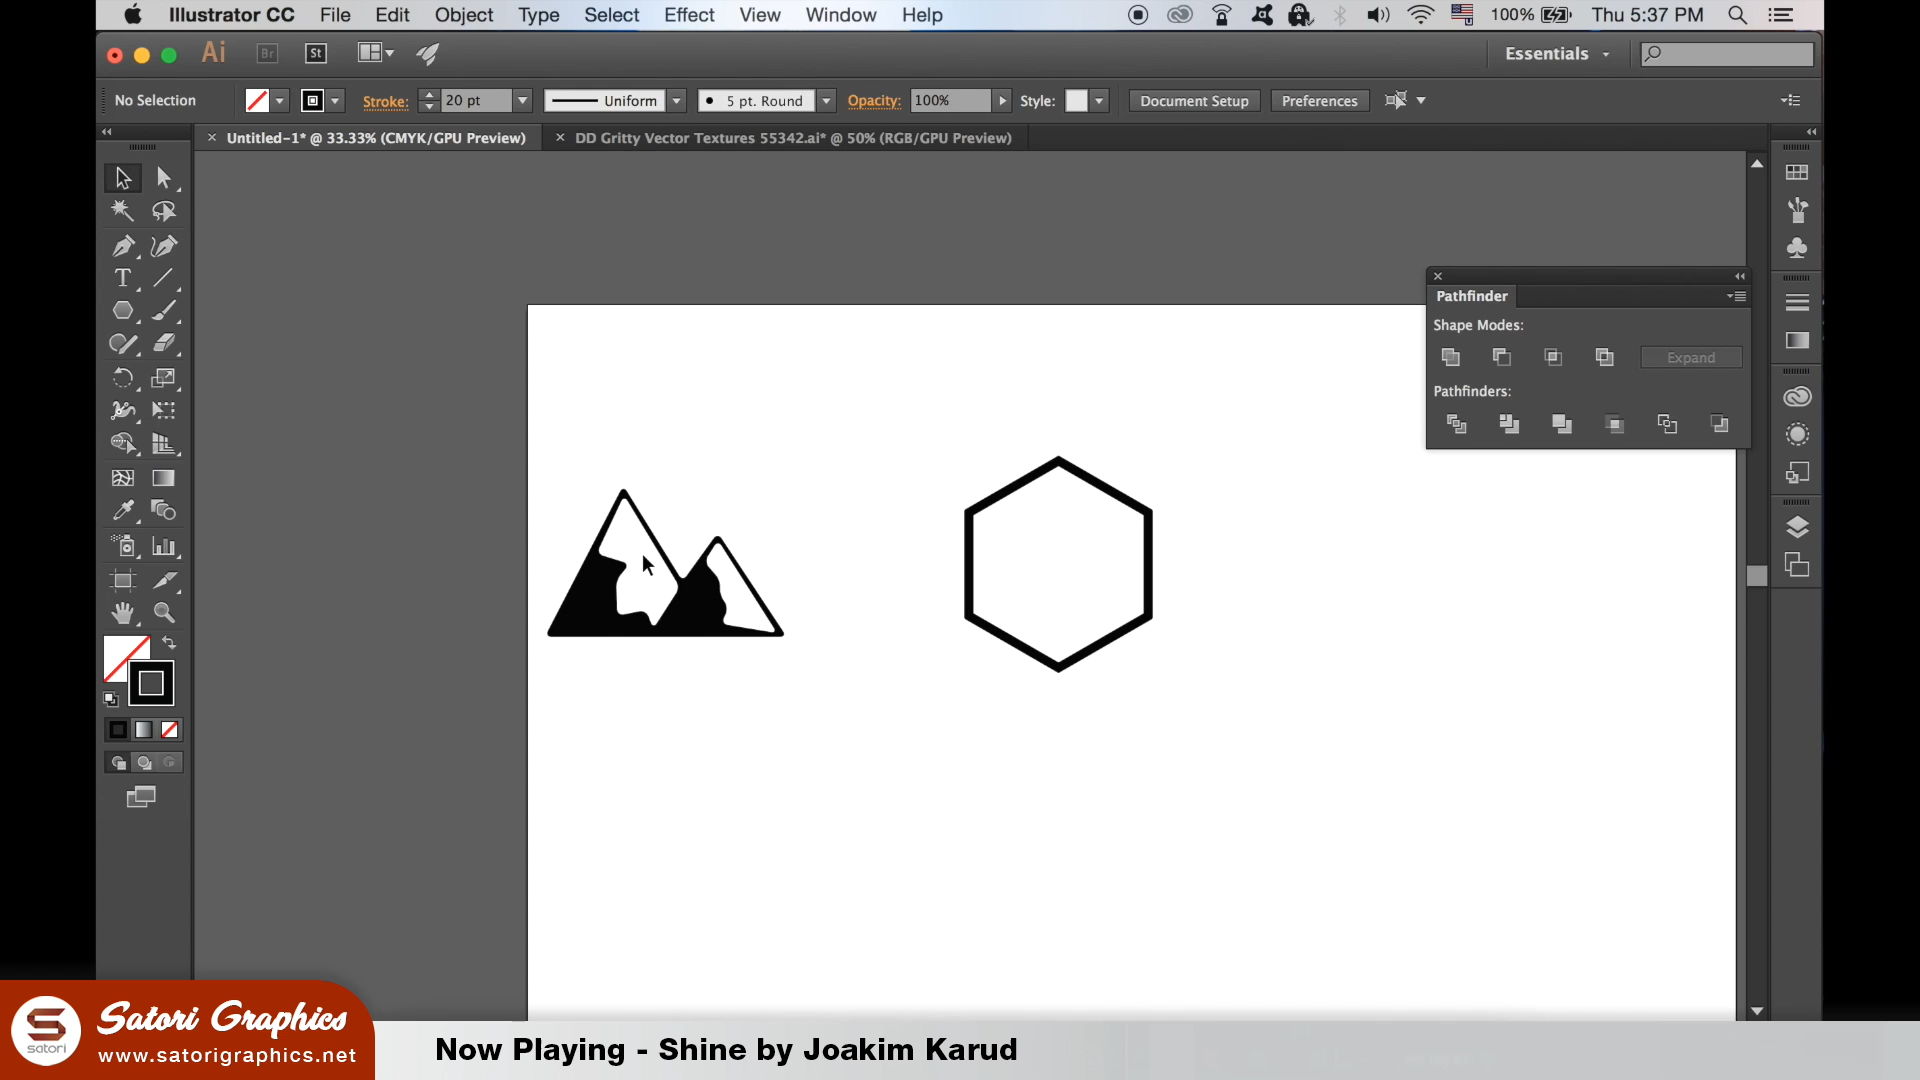 Illustrator CC File Edit Object Type Select Effect View Window Help 100% Thu 5:37 PM
Ai Br St Essentials
No Selection Stroke: 20 pt Uniform 5 pt. Round Opacity: 100% Style: Document Setup Preferences
Untitled-1* @ 33.33% (CMYK/GPU Preview) DD Gritty Vector Textures 55342.ai* @ 50% (RGB/GPU Preview)
Pathfinder
Shape Modes:
Expand
Pathfinders:
Satori Graphics
satori
www.satorigraphics.net
Now Playing - Shine by Joakim Karud